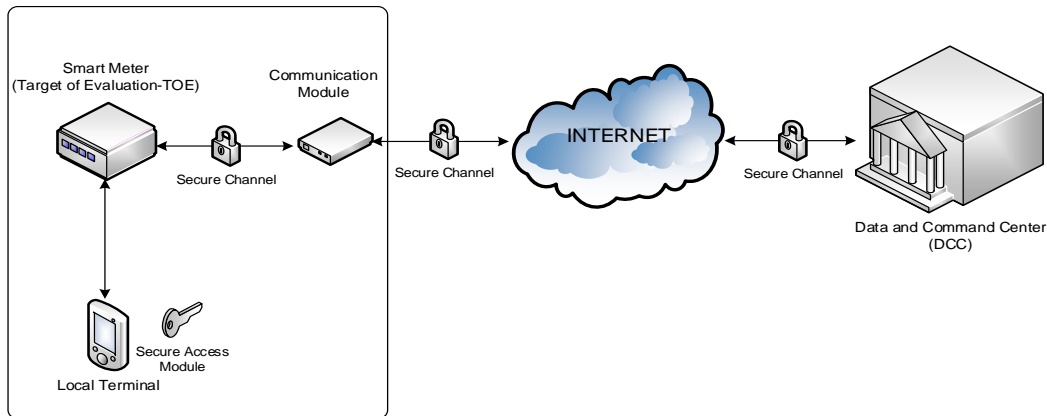 Smart Meter
(Target of Evaluation-TOE)
Communication
Module
Secure Channel
Secure Channel
INTERNET
Secure Channel
Data and Command Center
(DCC)
Secure Access
Module
Local Terminal